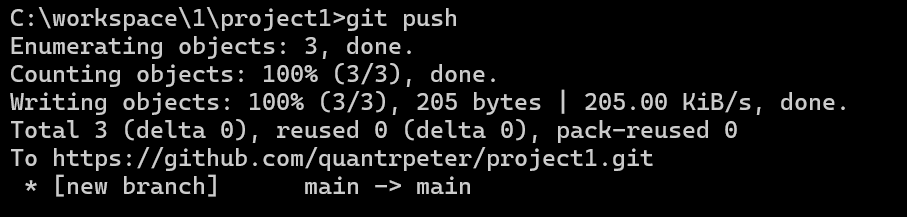 C:\workspace\1\project1>git push
Enumerating objects: 3, done.
Counting objects: 100% (3/3), done.
Writing objects: 100% (3/3), 205 bytes | 205.00 KiB/s, done.
Total 3 (delta 0), reused 0 (delta 0), pack-reused 0
To https://github.com/quantrpeter/project1.git
 * [new branch]      main -> main